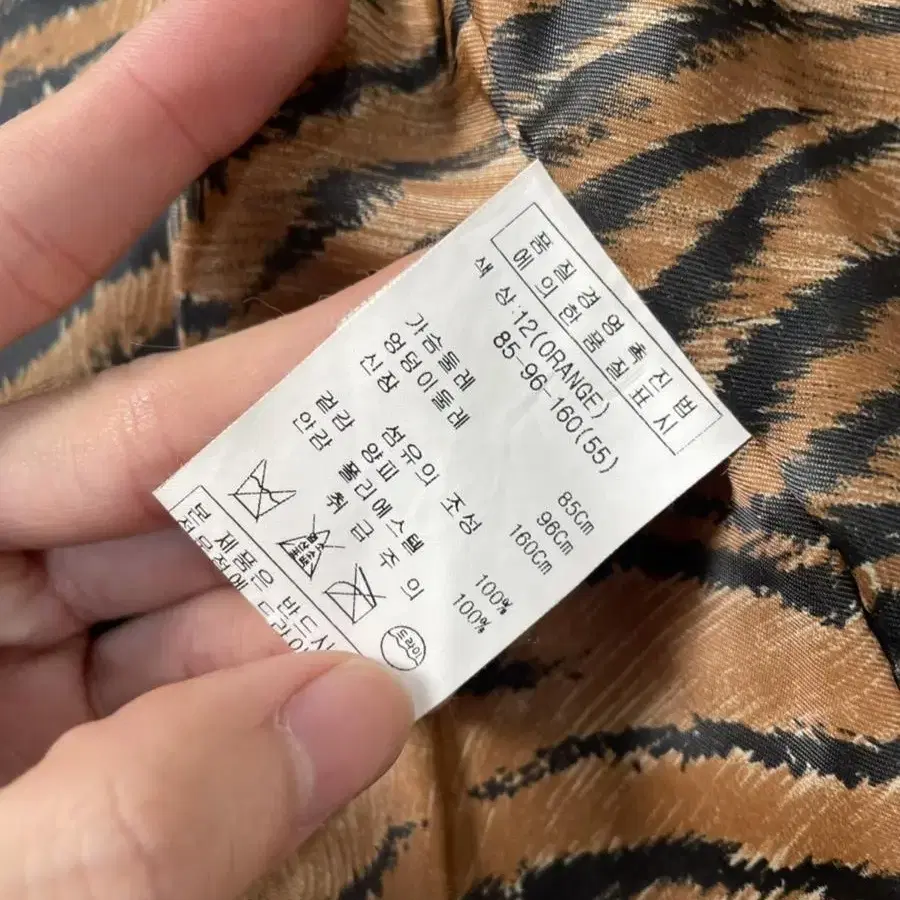 품 질 경 영 촉 진 법
에 의 한 품 질 표 시
색 상:12(ORANGE)
85-96-160(55)
가슴둘레 85Cm
엉덩이둘레 96Cm
신장 160Cm
섬유의 조성
겉감 양피 100%
안감 폴리에스텔 100%
취 급 주 의
드라이
본 제품은 반드시